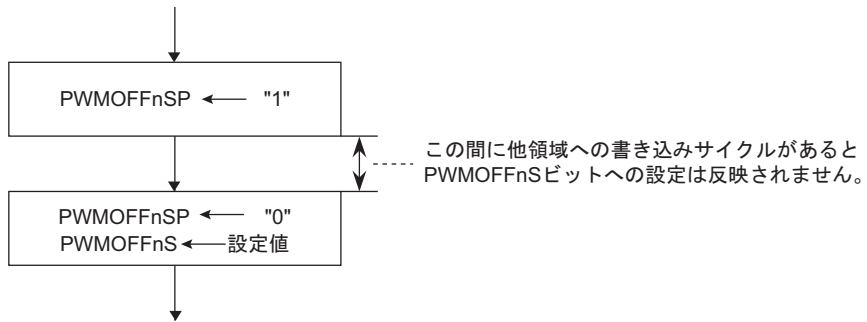 PWMOFFnSP ← "1"
この間に他領域への書き込みサイクルがあると
PWMOFFnSビットへの設定は反映されません。
PWMOFFnSP ← "0"
PWMOFFnS ← 設定値